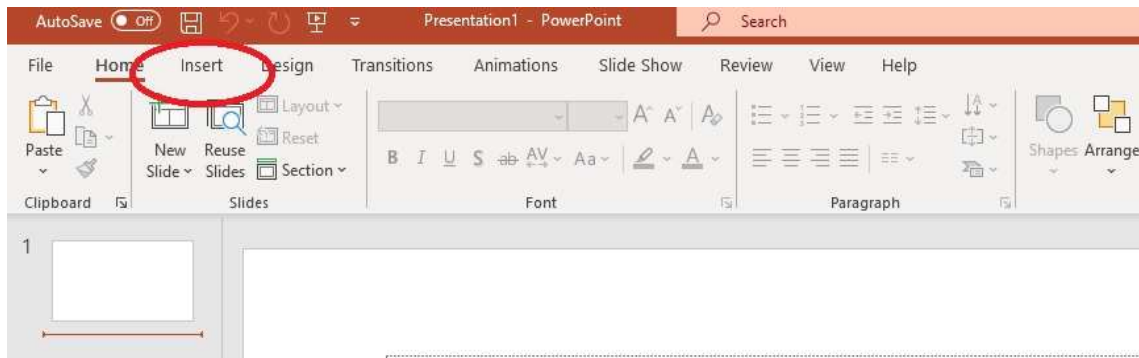 AutoSave Off Presentation1 - PowerPoint Search
File Home Insert Design Transitions Animations Slide Show Review View Help
Paste
New Slide
Reuse Slides
Layout
Reset
Section
B I U S ab AV Aa A
A A A
Shapes Arrange
Clipboard Slides Font Paragraph
1